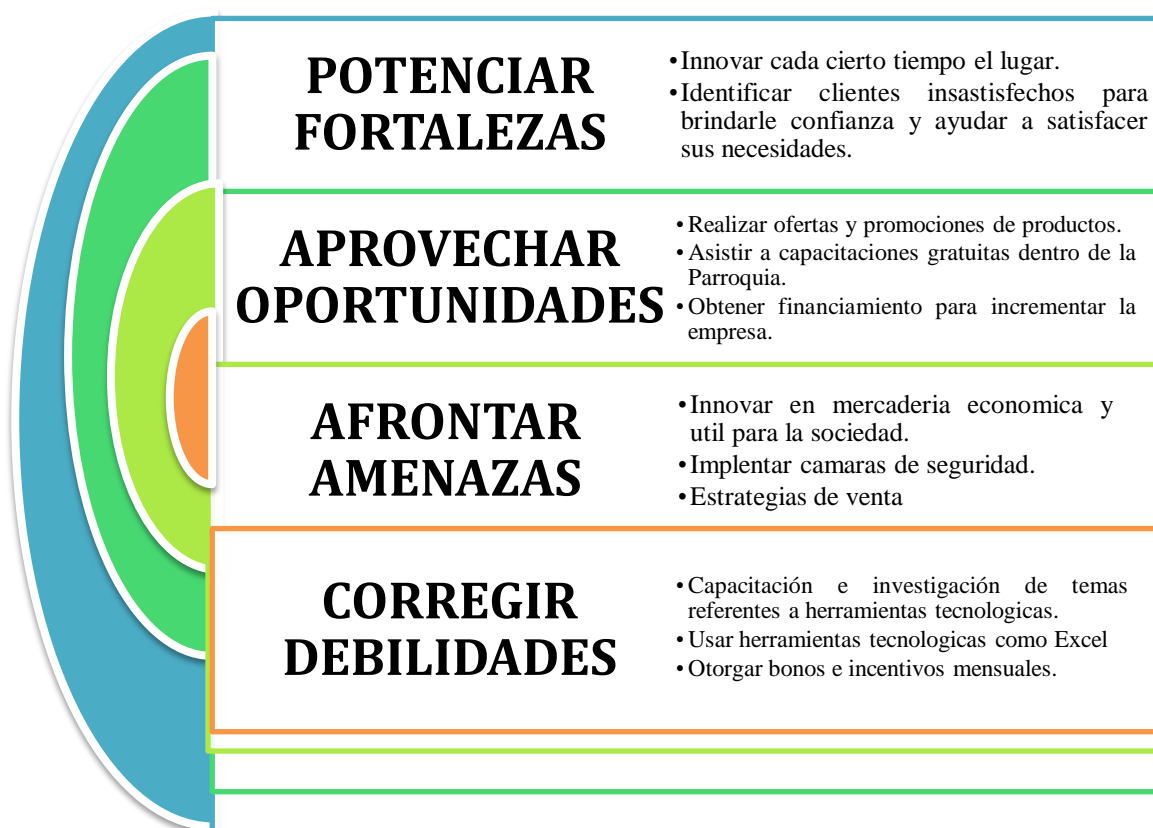 POTENCIAR
FORTALEZAS
•Innovar cada cierto tiempo el lugar.
•Identificar clientes insastisfechos para
brindarle confianza y ayudar a satisfacer
sus necesidades.
APROVECHAR
OPORTUNIDADES
•Realizar ofertas y promociones de productos.
•Asistir a capacitaciones gratuitas dentro de la
Parroquia.
•Obtener financiamiento para incrementar la
empresa.
AFRONTAR
AMENAZAS
•Innovar en mercaderia economica y
util para la sociedad.
•Implentar camaras de seguridad.
•Estrategias de venta
CORREGIR
DEBILIDADES
•Capacitación e investigación de temas
referentes a herramientas tecnologicas.
•Usar herramientas tecnologicas como Excel
•Otorgar bonos e incentivos mensuales.